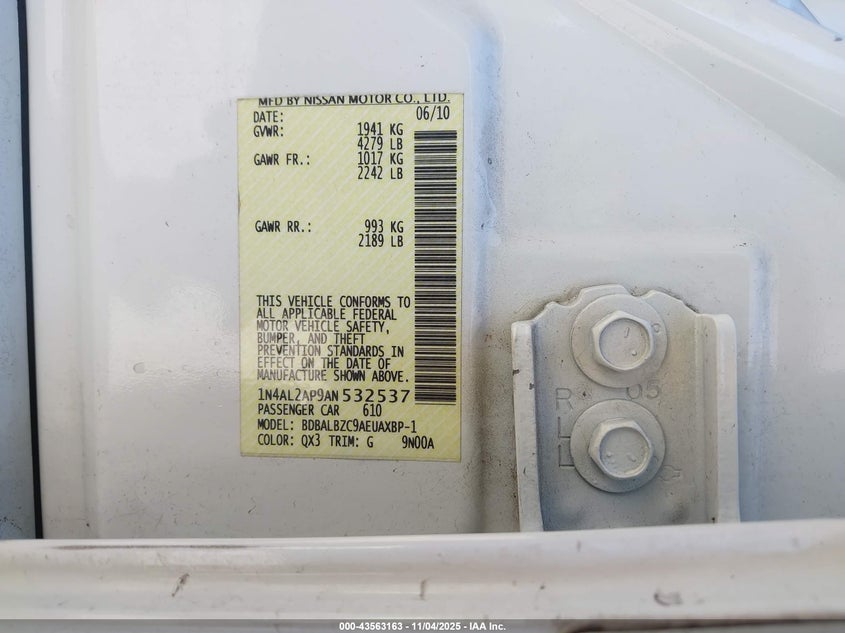 MFD BY NISSAN MOTOR CO., LTD.
DATE: 06/10
GVWR: 1941 KG
4279 LB
GAWR FR.: 1017 KG
2242 LB
GAWR RR.: 993 KG
2189 LB
THIS VEHICLE CONFORMS TO
ALL APPLICABLE FEDERAL
MOTOR VEHICLE SAFETY,
BUMPER, AND THEFT
PREVENTION STANDARDS IN
EFFECT ON THE DATE OF
MANUFACTURE SHOWN ABOVE.
1N4AL2AP9AN532537
PASSENGER CAR 610
MODEL: BDBALBZC9AEUAXBP-1
COLOR: QX3 TRIM: G 9N00A
R 65
L
L
000-43563163 - 11/04/2025 - IAA Inc.